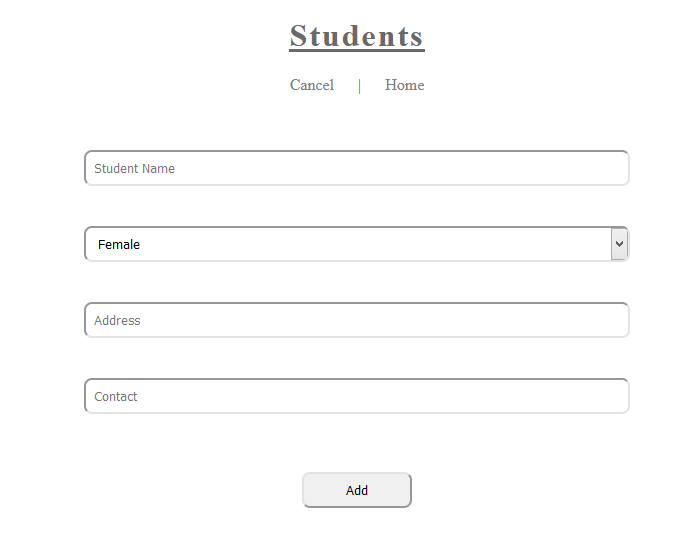 Students
Cancel | Home
Student Name
Female
Address
Contact
Add